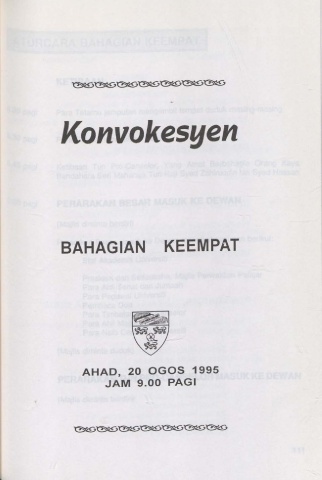 Konvokesyen
BAHAGIAN KEEMPAT
AHAD, 20 OGOS 1995
JAM 9.00 PAGI